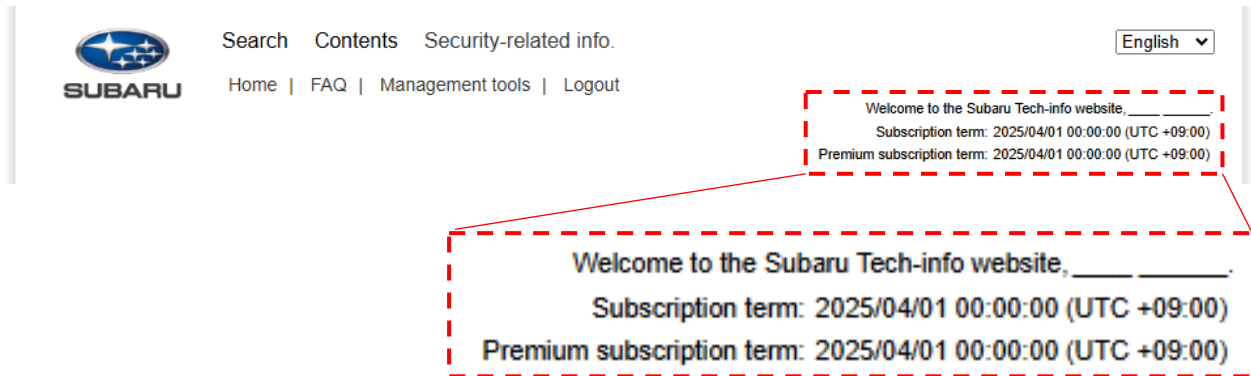 Search Contents Security-related info.
English
SUBARU
Home | FAQ | Management tools | Logout
Welcome to the Subaru Tech-info website, ____ ______.
Subscription term: 2025/04/01 00:00:00 (UTC +09:00)
Premium subscription term: 2025/04/01 00:00:00 (UTC +09:00)
Welcome to the Subaru Tech-info website, ____ ______.
Subscription term: 2025/04/01 00:00:00 (UTC +09:00)
Premium subscription term: 2025/04/01 00:00:00 (UTC +09:00)